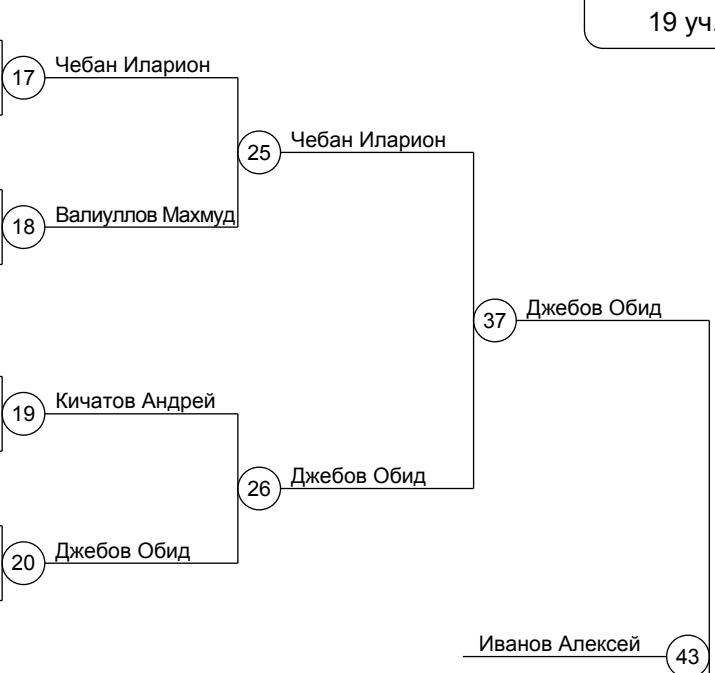 19 уч.
17 Чебан Иларион
25 Чебан Иларион
18 Валиуллов Махмуд
37 Джебов Обид
19 Кичатов Андрей
26 Джебов Обид
20 Джебов Обид
Иванов Алексей 43